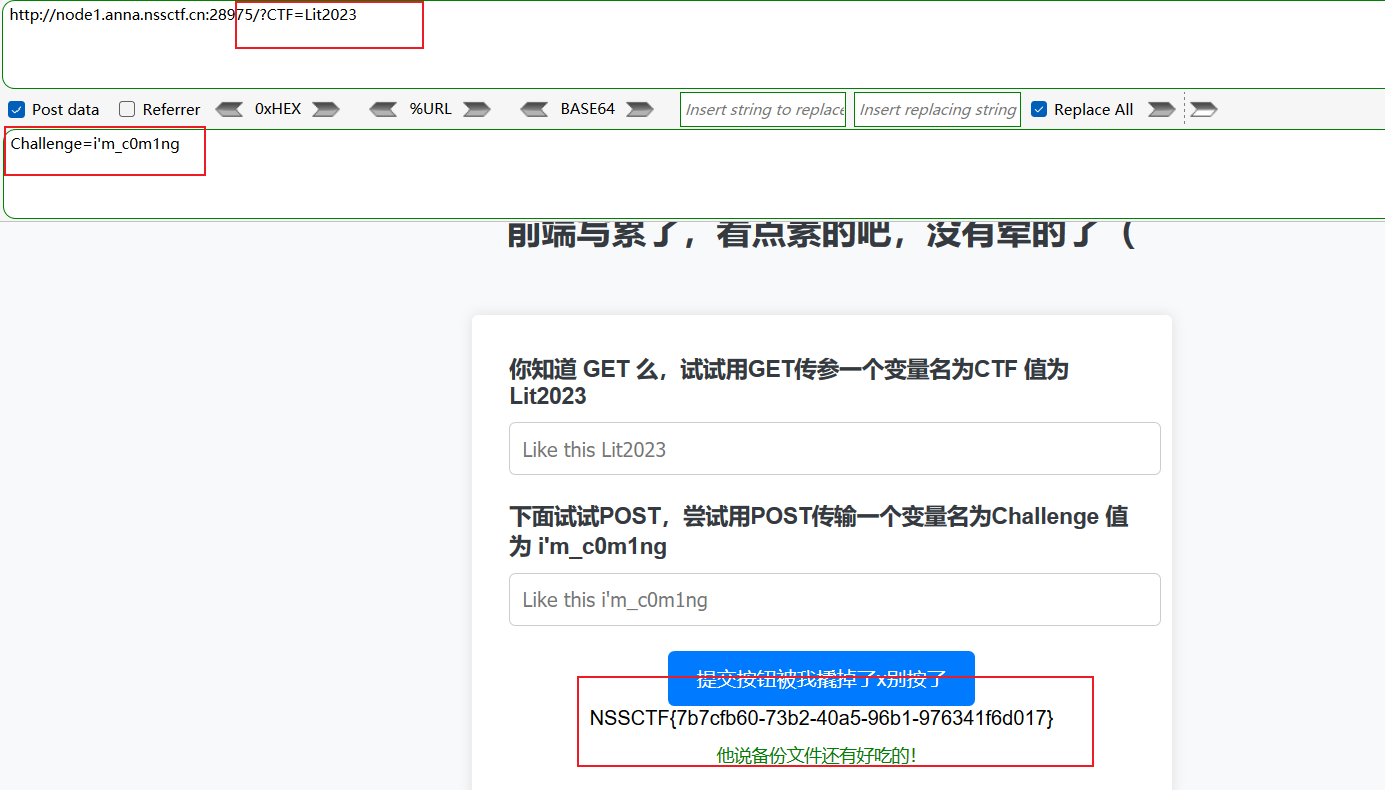 http://node1.anna.nssctf.cn:28975/?CTF=Lit2023
Post data Referrer 0xHEX %URL BASE64 Insert string to replace Insert replacing string Replace All
Challenge=i'm_c0m1ng
前端写累了，看点素的吧，没有荤的了（
你知道 GET 么，试试用GET传参一个变量名为CTF 值为
Lit2023
Like this Lit2023
下面试试POST，尝试用POST传输一个变量名为Challenge 值
为 i'm_c0m1ng
Like this i'm_c0m1ng
提交按钮被我撬掉了x别按了
NSSCTF{7b7cfb60-73b2-40a5-96b1-976341f6d017}
他说备份文件还有好吃的！